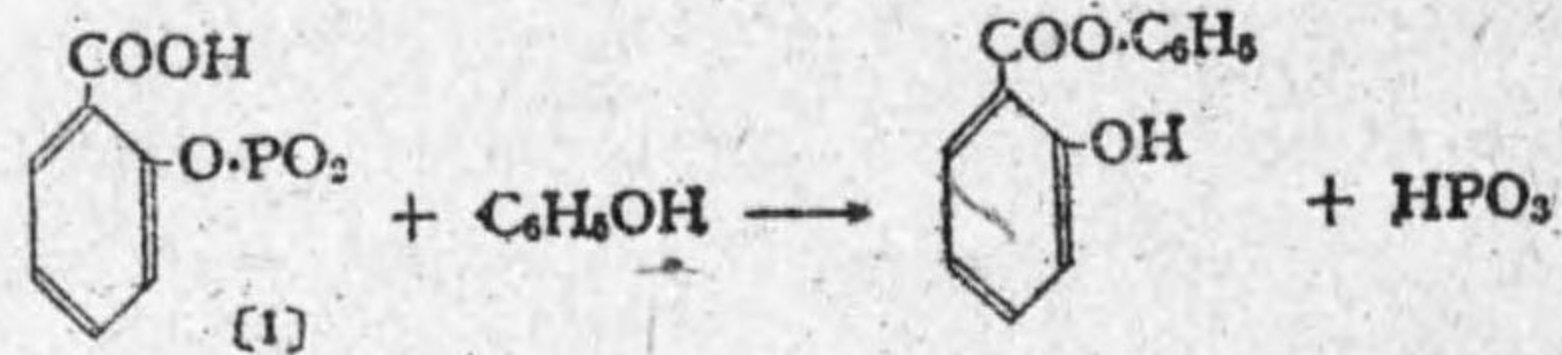 COOH
O·PO₂
+ C₆H₅OH ⟶
COO·C₆H₅
OH
+ HPO₃
[1]